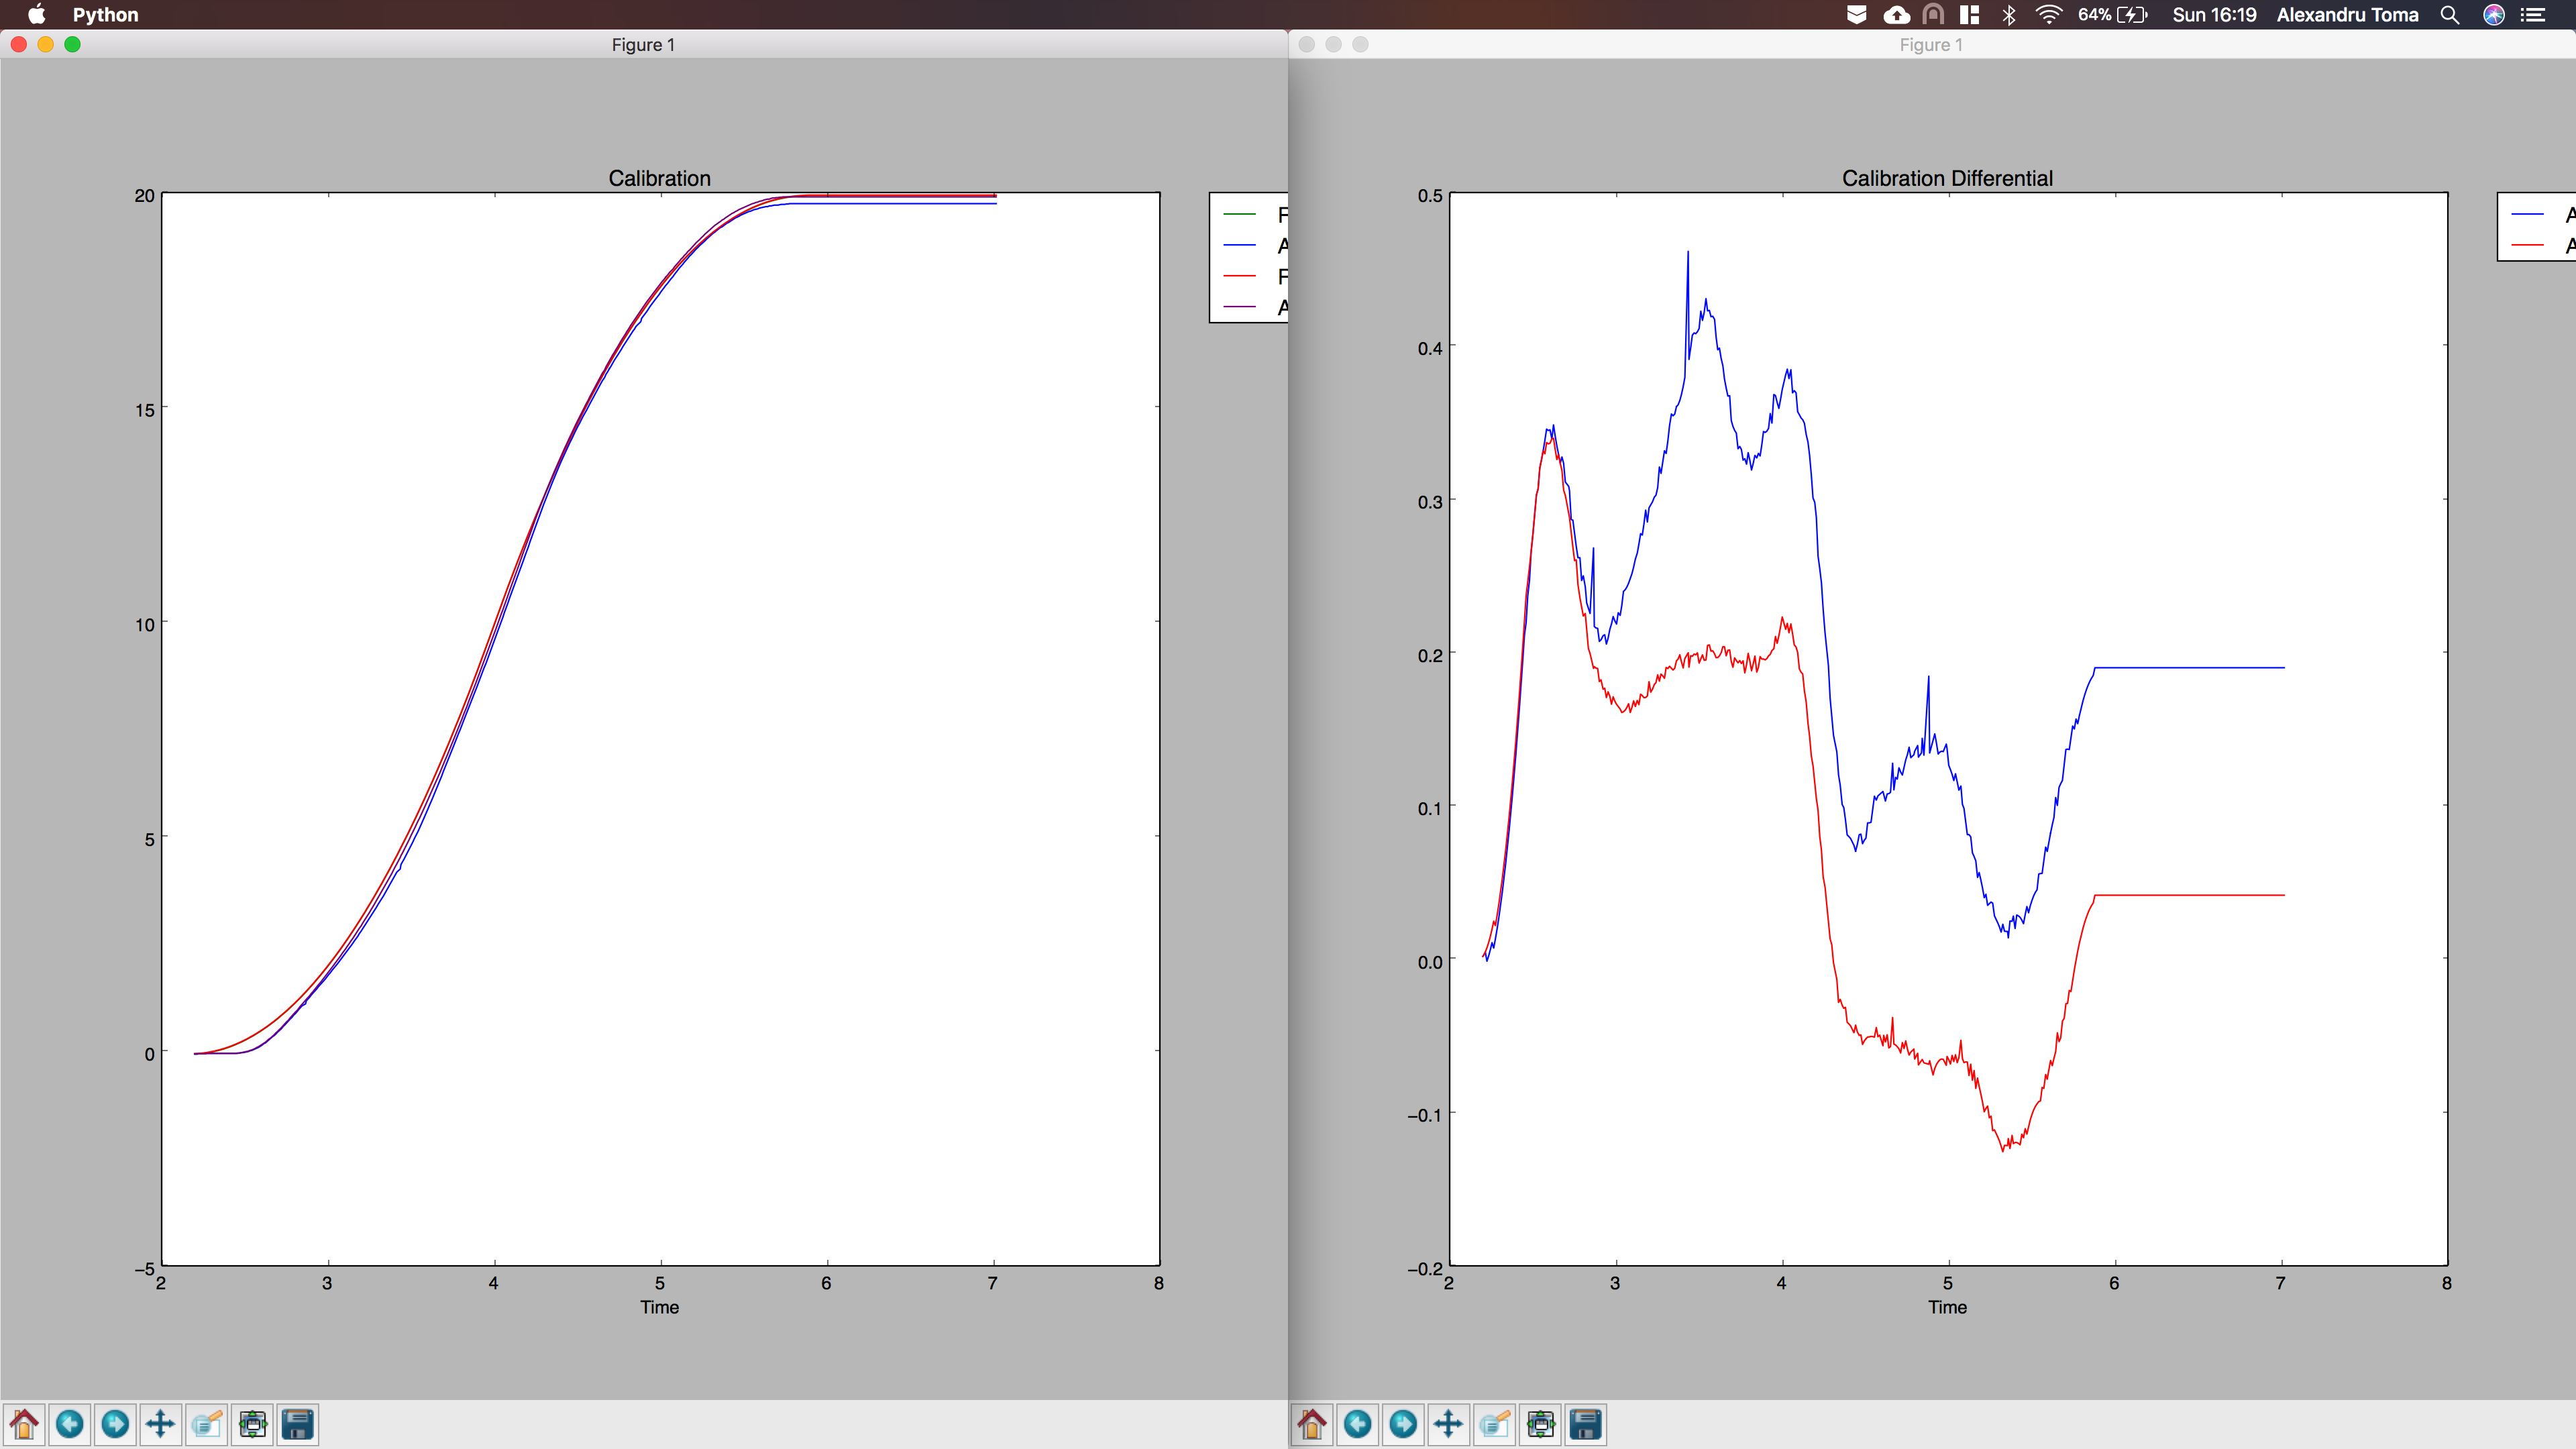 Python
64%
Sun 16:19
Alexandru Toma
Figure 1
Calibration
20
15
10
5
0
−5
2 3 4 5 6 7 8
Time
F
A
F
A
Figure 1
Calibration Differential
0.5
0.4
0.3
0.2
0.1
0.0
−0.1
−0.2
2 3 4 5 6 7 8
Time
A
A